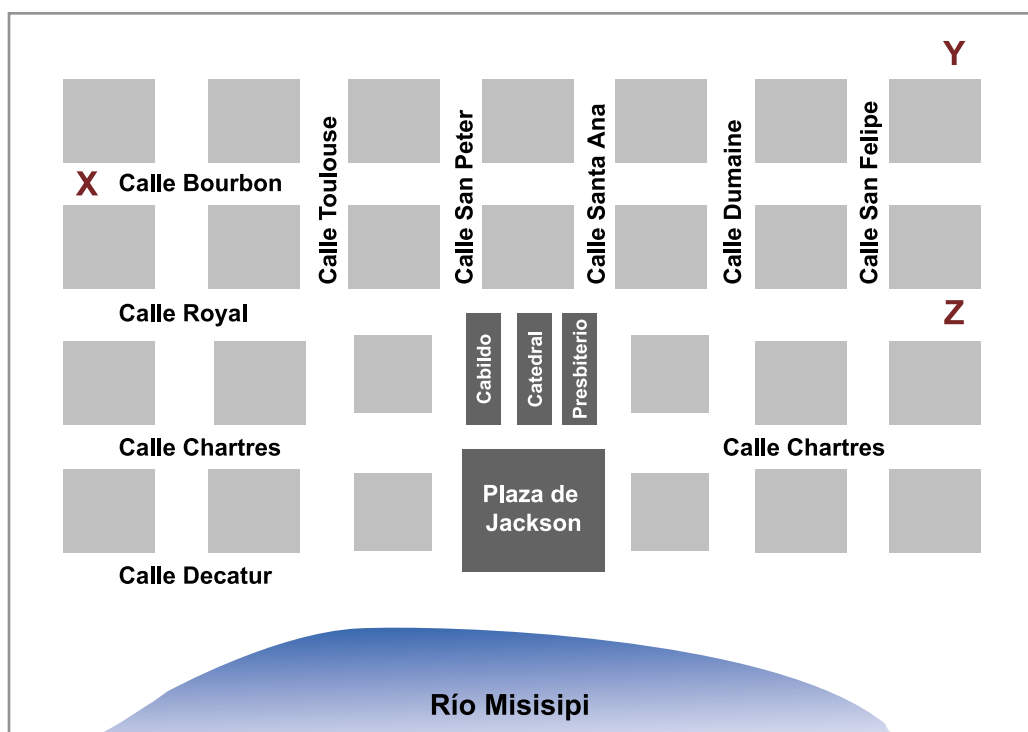 Y
X
Calle Bourbon
Calle Toulouse
Calle San Peter
Calle Santa Ana
Calle Dumaine
Calle San Felipe
Calle Royal
Z
Cabildo
Catedral
Presbiterio
Calle Chartres
Calle Chartres
Plaza de
Jackson
Calle Decatur
Río Misisipi